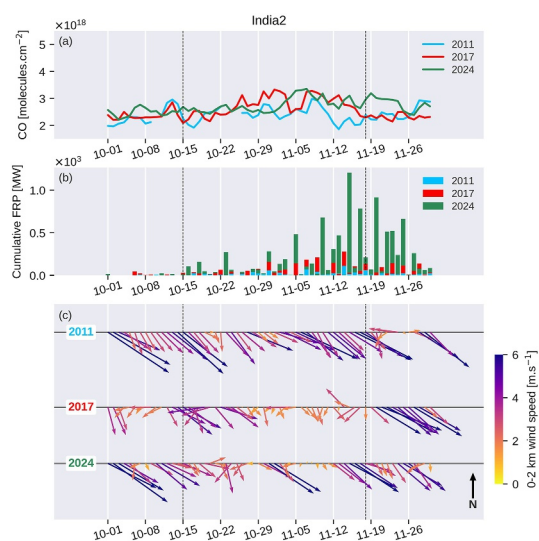 India2
×10¹⁸
(a)
CO [molecules.cm⁻²]
5
4
3
2
2011
2017
2024
10-01 10-08 10-15 10-22 10-29 11-05 11-12 11-19 11-26
×10³
(b)
Cumulative FRP [MW]
1.0
0.5
0.0
2011
2017
2024
10-01 10-08 10-15 10-22 10-29 11-05 11-12 11-19 11-26
(c)
2011
2017
2024
N
6
4
2
0
0-2 km wind speed [m.s⁻¹]
10-01 10-08 10-15 10-22 10-29 11-05 11-12 11-19 11-26